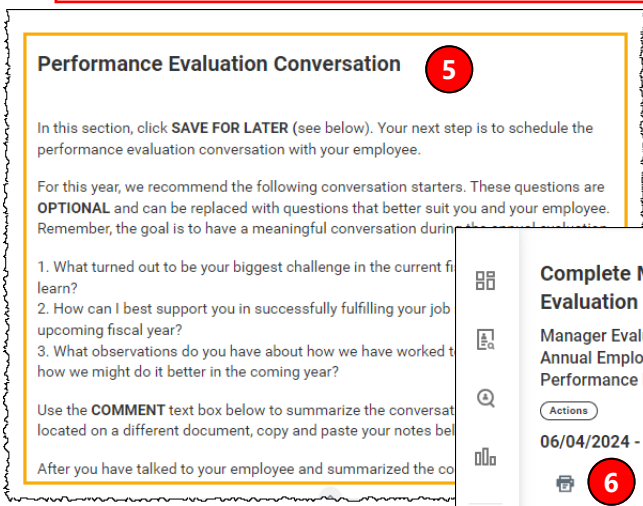 Performance Evaluation Conversation
5
In this section, click SAVE FOR LATER (see below). Your next step is to schedule the
performance evaluation conversation with your employee.
For this year, we recommend the following conversation starters. These questions are
OPTIONAL and can be replaced with questions that better suit you and your employee.
Remember, the goal is to have a meaningful conversation during the annual evaluation
1. What turned out to be your biggest challenge in the current
learn?
2. How can I best support you in successfully fulfilling your job
upcoming fiscal year?
3. What observations do you have about how we have worked
how we might do it better in the coming year?
Use the COMMENT text box below to summarize the
located on a different document, copy and paste your notes
After you have talked to your employee and summarized the
Complete
Evaluation
Manager
Annual
Performance
Actions
06/04/2024 -
6